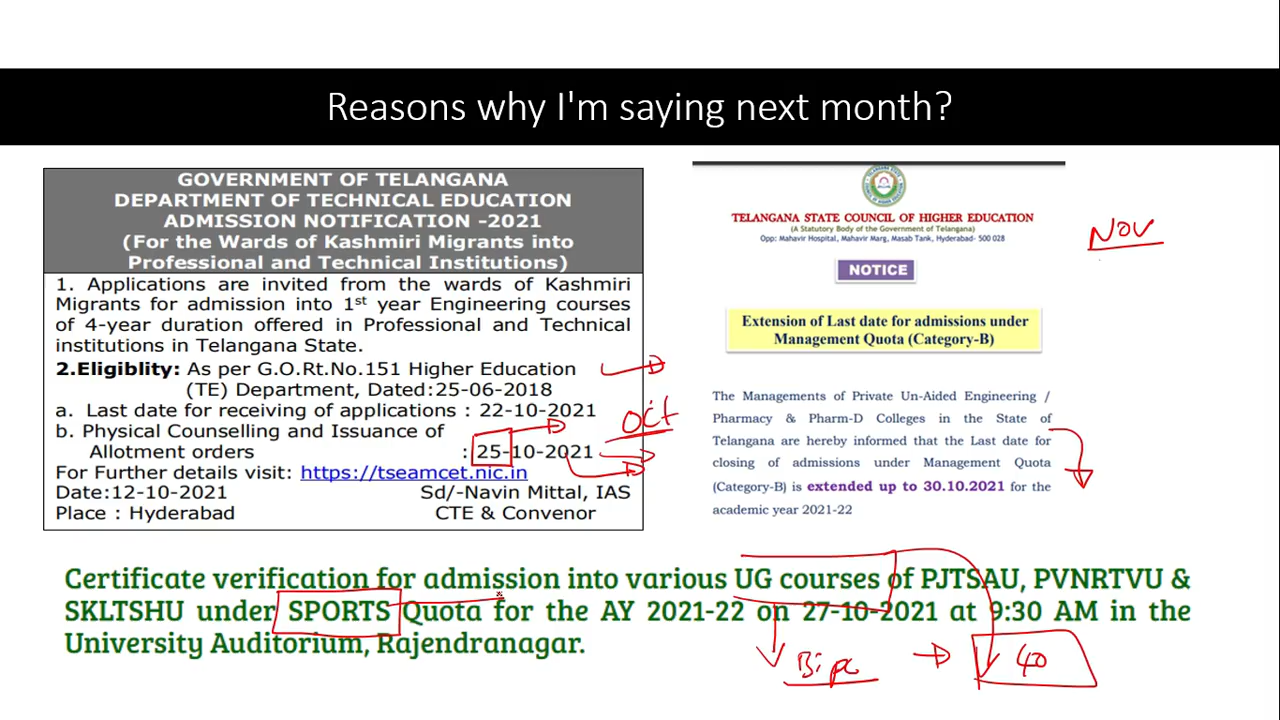 Reasons why I'm saying next month?
GOVERNMENT OF TELANGANA
DEPARTMENT OF TECHNICAL EDUCATION
ADMISSION NOTIFICATION -2021
(For the Wards of Kashmiri Migrants into
Professional and Technical Institutions)
1. Applications are invited from the wards of Kashmiri
Migrants for admission into 1st year Engineering courses
of 4-year duration offered in Professional and Technical
institutions in Telangana State.
2.Eligiblity: As per G.O.Rt.No.151 Higher Education
(TE) Department, Dated:25-06-2018
a. Last date for receiving of applications : 22-10-2021
b. Physical Counselling and Issuance of
Allotment orders : 25-10-2021
For Further details visit: https://tseamcet.nic.in
Date:12-10-2021 Sd/-Navin Mittal, IAS
Place : Hyderabad CTE & Convenor
oct
TELANGANA STATE COUNCIL OF HIGHER EDUCATION
(A Statutory Body of the Government of Telangana)
Opp: Mahavir Hospital, Mahavir Marg, Masab Tank, Hyderabad- 500 028
NOTICE
Extension of Last date for admissions under
Management Quota (Category-B)
The Managements of Private Un-Aided Engineering /
Pharmacy & Pharm-D Colleges in the State of
Telangana are hereby informed that the Last date for
closing of admissions under Management Quota
(Category-B) is extended up to 30.10.2021 for the
academic year 2021-22
Nov
Certificate verification for admission into various UG courses of PJTSAU, PVNRTVU &
SKLTSHU under SPORTS Quota for the AY 2021-22 on 27-10-2021 at 9:30 AM in the
University Auditorium, Rajendranagar.
Bipc
40